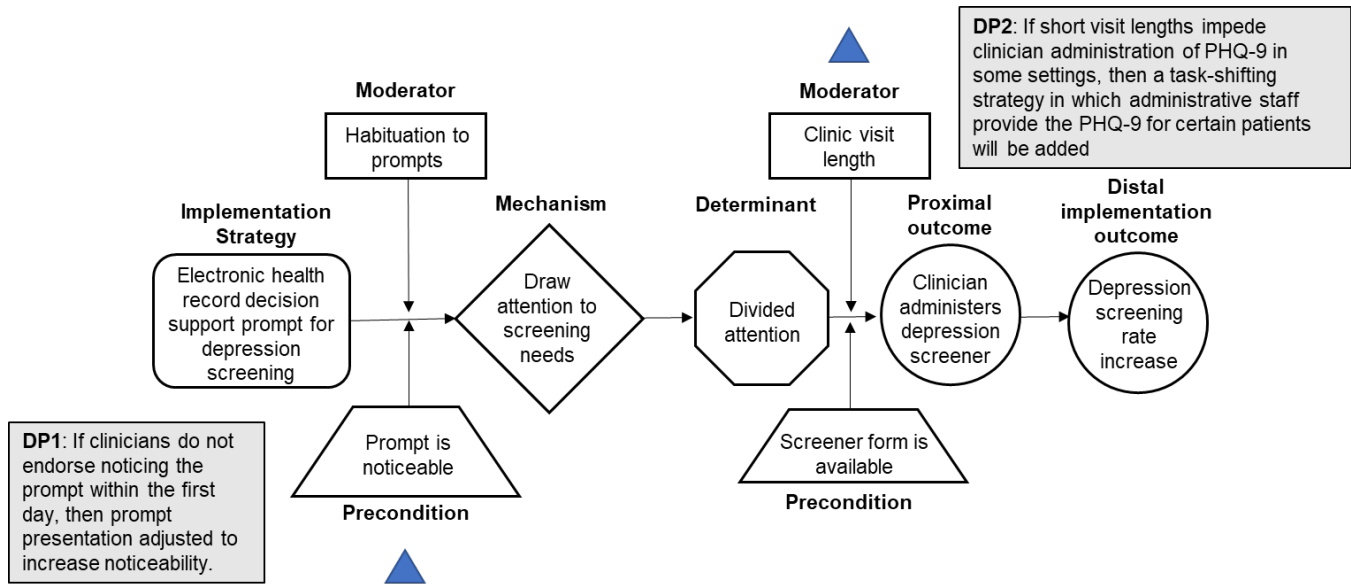 DP2: If short visit lengths impede
clinician administration of PHQ-9 in
some settings, then a task-shifting
strategy in which administrative staff
provide the PHQ-9 for certain patients
will be added
Moderator
Habituation to
prompts
Moderator
Clinic visit
length
Implementation
Strategy
Electronic health
record decision
support prompt for
depression
screening
Mechanism
Draw
attention to
screening
needs
Determinant
Divided
attention
Proximal
outcome
Clinician
administers
depression
screener
Distal
implementation
outcome
Depression
screening
rate
increase
DP1: If clinicians do not
endorse noticing the
prompt within the first
day, then prompt
presentation adjusted to
increase noticeability.
Prompt is
noticeable
Precondition
Screener form is
available
Precondition